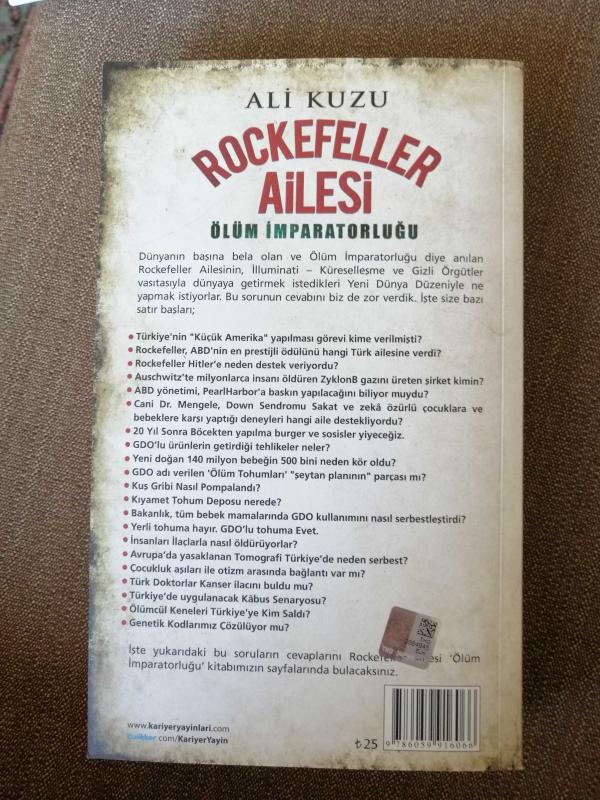 ALİ KUZU
ROCKEFELLER
AİLESİ
ÖLÜM İMPARATORLUĞU
Dünyanın başına bela olan ve Ölüm İmparatorluğu diye anılan
Rockefeller Ailesinin, İlluminati – Küreselleşme ve Gizli Örgütler
vasıtasıyla dünyaya getirmek istedikleri Yeni Dünya Düzeniyle ne
yapmak istiyorlar. Bu sorunun cevabını biz de zor verdik. İşte size bazı
satır başları;
• Türkiye'nin "Küçük Amerika" yapılması görevi kime verilmişti?
• Rockefeller, ABD'nin en prestijli ödülünü hangi Türk ailesine verdi?
• Rockefeller Hitler'e neden destek veriyordu?
• Auschwitz'te milyonlarca insanı öldüren ZyklonB gazını üreten şirket kimin?
• ABD yönetimi, PearlHarbor'a baskın yapılacağını biliyor muydu?
• Cani Dr. Mengele, Down Sendromu Sakat ve zekâ özürlü çocuklara ve
bebeklere karşı yaptığı deneyleri hangi aile destekliyordu?
• 20 Yıl Sonra Böcekten yapılma burger ve sosisler yiyeceğiz.
• GDO'lu ürünlerin getirdiği tehlikeler neler?
• Yeni doğan 140 milyon bebeğin 500 bini neden kör oldu?
• GDO adı verilen 'Ölüm Tohumları' "şeytan planının" parçası mı?
• Kuş Gribi Nasıl Pompalandı?
• Kıyamet Tohum Deposu nerede?
• Bakanlık, tüm bebek mamalarında GDO kullanımını nasıl serbestleştirdi?
• Yerli tohuma hayır. GDO'lu tohuma Evet.
• İnsanları İlaçlarla nasıl öldürüyorlar?
• Avrupa'da yasaklanan Tomografi Türkiye'de neden serbest?
• Çocukluk aşıları ile otizm arasında bağlantı var mı?
• Türk Doktorlar Kanser ilacını buldu mu?
• Türkiye'de uygulanacak Kâbus Senaryosu?
• Ölümcül Keneleri Türkiye'ye Kim Saldı?
• Genetik Kodlarımız Çözülüyor mu?
İşte yukarıdaki bu soruların cevaplarını Rockefeller 'Ölüm
İmparatorluğu' kitabımızın sayfalarında bulacaksınız.
www.kariyeryayinlari.com
twitter.com/KariyerYayin
₺25
9 786059 916066